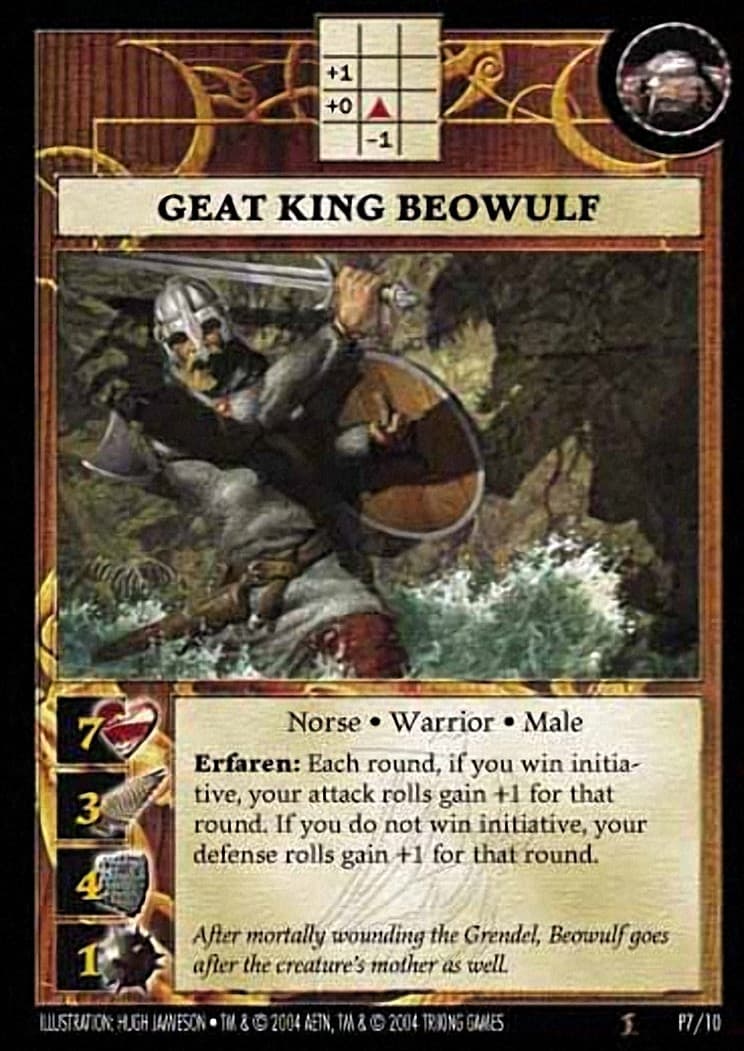 +1
+0
-1
GEAT KING BEOWULF
7
3
4
1
Norse • Warrior • Male
Erfaren: Each round, if you win initia-
tive, your attack rolls gain +1 for that
round. If you do not win initiative, your
defense rolls gain +1 for that round.
After mortally wounding the Grendel, Beowulf goes
after the creature's mother as well.
ILLUSTRATION: HUGH JAMIESON • TM & © 2004 AETN, TM & © 2004 TRIKING GAMES
P7/10